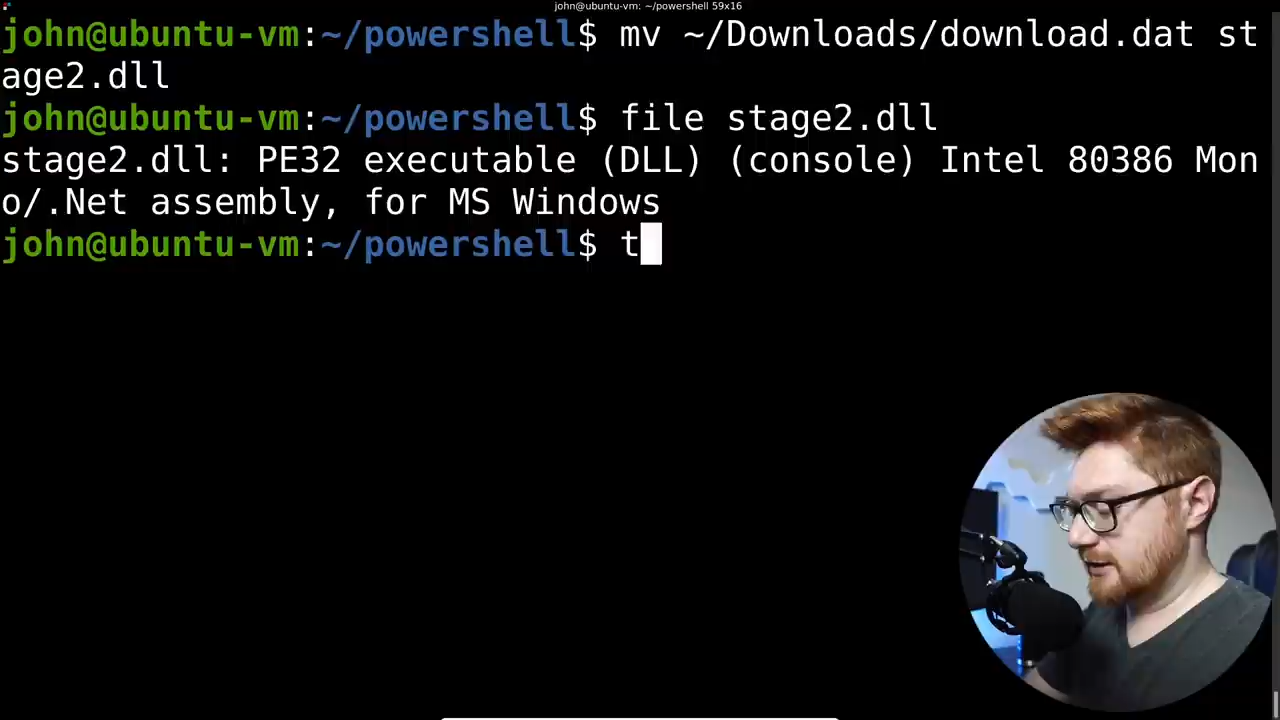 john@ubuntu-vm: ~/powershell 59x16
john@ubuntu-vm:~/powershell$ mv ~/Downloads/download.dat st
age2.dll
john@ubuntu-vm:~/powershell$ file stage2.dll
stage2.dll: PE32 executable (DLL) (console) Intel 80386 Mon
o/.Net assembly, for MS Windows
john@ubuntu-vm:~/powershell$ t